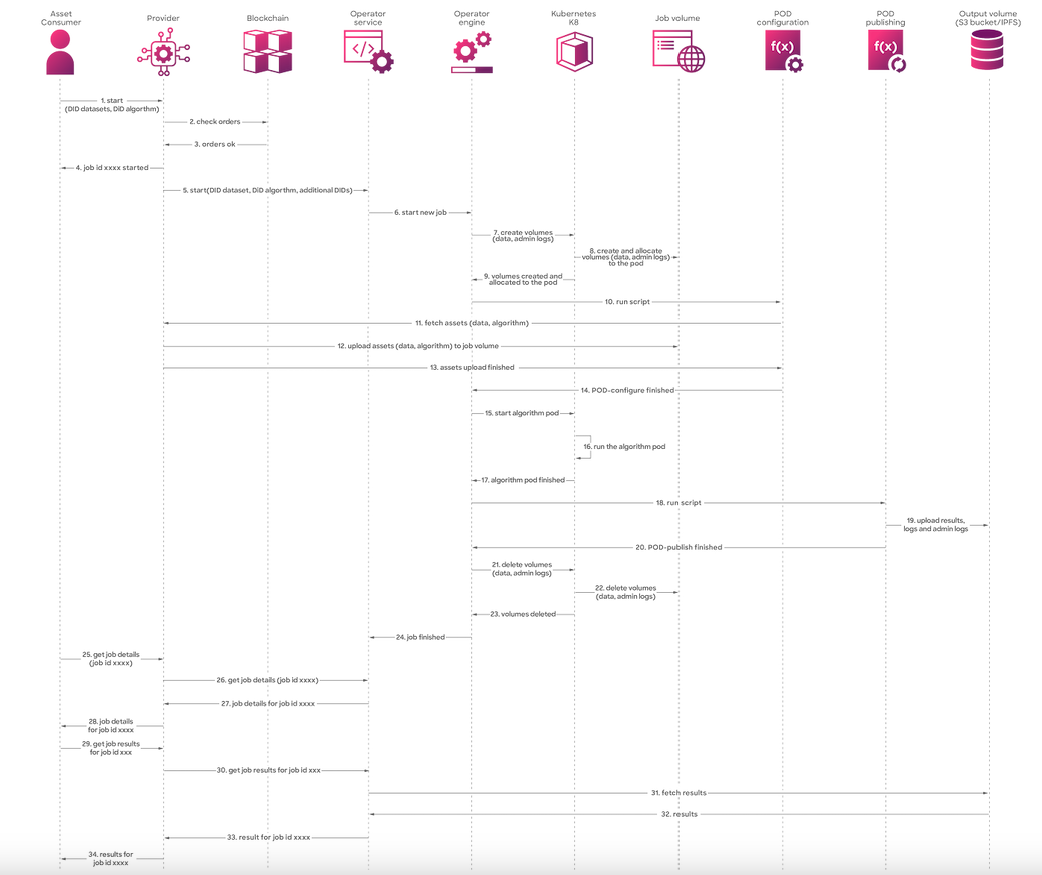 Asset
Consumer
Provider
Blockchain
Operator
service
Operator
engine
Kubernetes
K8
Job volume
POD
configuration
POD
publishing
Output volume
(S3 bucket/IPFS)
</>
f(x)
f(x)
1. start
(DID datasets, DiD algorthm)
2. check orders
3. orders ok
4. job id xxxx started
5. start(DID dataset, DiD algorthm, additional DIDs)
6. start new job
7. create volumes
(data, admin logs)
8. create and allocate
volumes (data, admin logs)
to the pod
9. volumes created and
allocated to the pod
10. run script
11. fetch assets (data, algorithm)
12. upload assets (data, algorithm) to job volume
13. assets upload finished
14. POD-configure finished
15. start algorithm pod
16. run the algorithm pod
17. algorithm pod finished
18. run script
19. upload results,
logs and admin logs
20. POD-publish finished
21. delete volumes
(data, admin logs)
22. delete volumes
(data, admin logs)
23. volumes deleted
24. job finished
25. get job details
(job id xxxx)
26. get job details (job id xxxx)
27. job details for job id xxxx
28. job details
for job id xxxx
29. get job results
for job id xxx
30. get job results for job id xxx
31. fetch results
32. results
33. result for job id xxxx
34. results for
job id xxxx